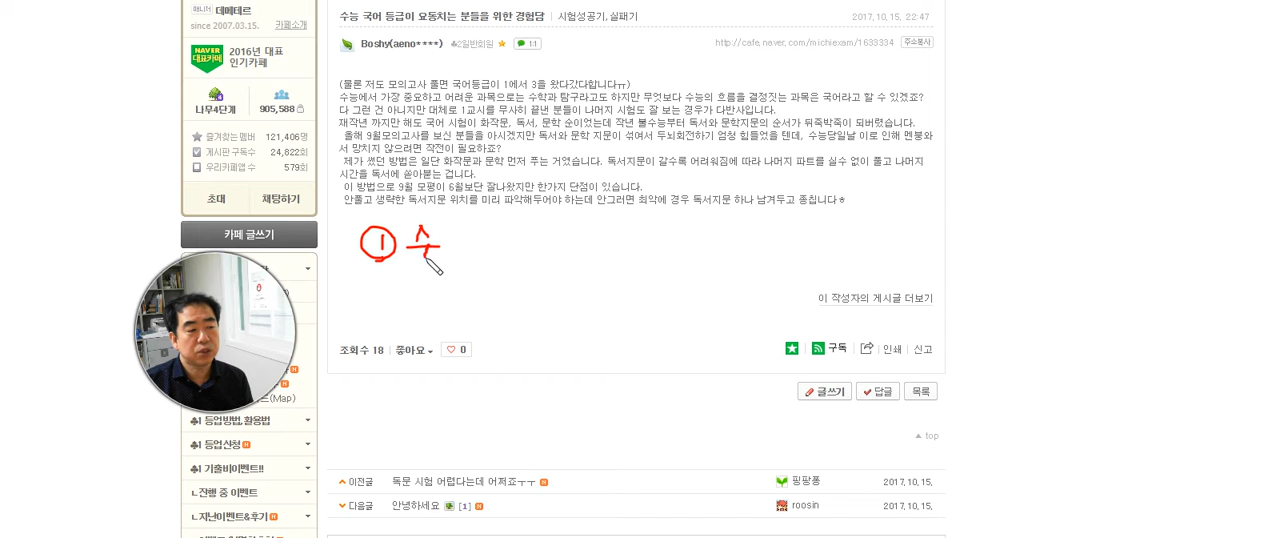 매니저 데메테르
since 2007.03.15. 카페소개
NAVER
대표카페
2016년 대표
인기카페
나무4단계
905,588
즐겨찾는 멤버 121,406명
게시판 구독수 24,822회
우리카페앱 수 579회
초대 채팅하기
카페 글쓰기
(Map)
♣I 등업방법,활용법
♣I 등업신청
♣I 기출비이벤트!!
ㄴ진행 중 이벤트
ㄴ지난이벤트&후기
수능 국어 등급이 요동치는 분들을 위한 경험담 | 시험성공기,실패기 2017, 10, 15, 22:47
Boshy(aeno****) ♣2일반회원 1:1
http://cafe,naver,com/michiexam/1633334 주소복사
(물론 저도 모의고사 풀면 국어등급이 1에서 3을 왔다갔다합니다ㅠ)
수능에서 가장 중요하고 어려운 과목으로는 수학과 탐구라고도 하지만 무엇보다 수능의 흐름을 결정짓는 과목은 국어라고 할 수 있겠죠?
다 그런 건 아니지만 대체로 1교시를 무사히 끝낸 분들이 나머지 시험도 잘 보는 경우가 다반사입니다.
재작년 까지만 해도 국어 시험이 화작문, 독서, 문학 순이었는데 작년 불수능부터 독서와 문학지문의 순서가 뒤죽박죽이 되버렸습니다.
올해 9월모의고사를 보신 분들을 아시겠지만 독서와 문학 지문이 섞여서 두뇌회전하기 엄청 힘들었을 텐데, 수능당일날 이로 인해 멘붕와
서 망치지 않으려면 작전이 필요하죠?
제가 썼던 방법은 일단 화작문과 문학 먼저 푸는 거였습니다. 독서지문이 갈수록 어려워짐에 따라 나머지 파트를 실수 없이 풀고 나머지
시간을 독서에 쏟아붇는 겁니다.
이 방법으로 9월 모평이 6월보단 잘나왔지만 한가지 단점이 있습니다.
안풀고 생략한 독서지문 위치를 미리 파악해두어야 하는데 안그러면 최악에 경우 독서지문 하나 남겨두고 종칩니다ㅎ
① 수
이 작성자의 게시글 더보기
조회수 18 | 좋아요 0
구독 | 인쇄 | 신고
글쓰기 답글 목록
top
이전글 독문 시험 어렵다는데 어쩌죠ㅜㅜ 핑팡퐁 2017, 10, 15,
다음글 안녕하세요 [1] roosin 2017, 10, 15,